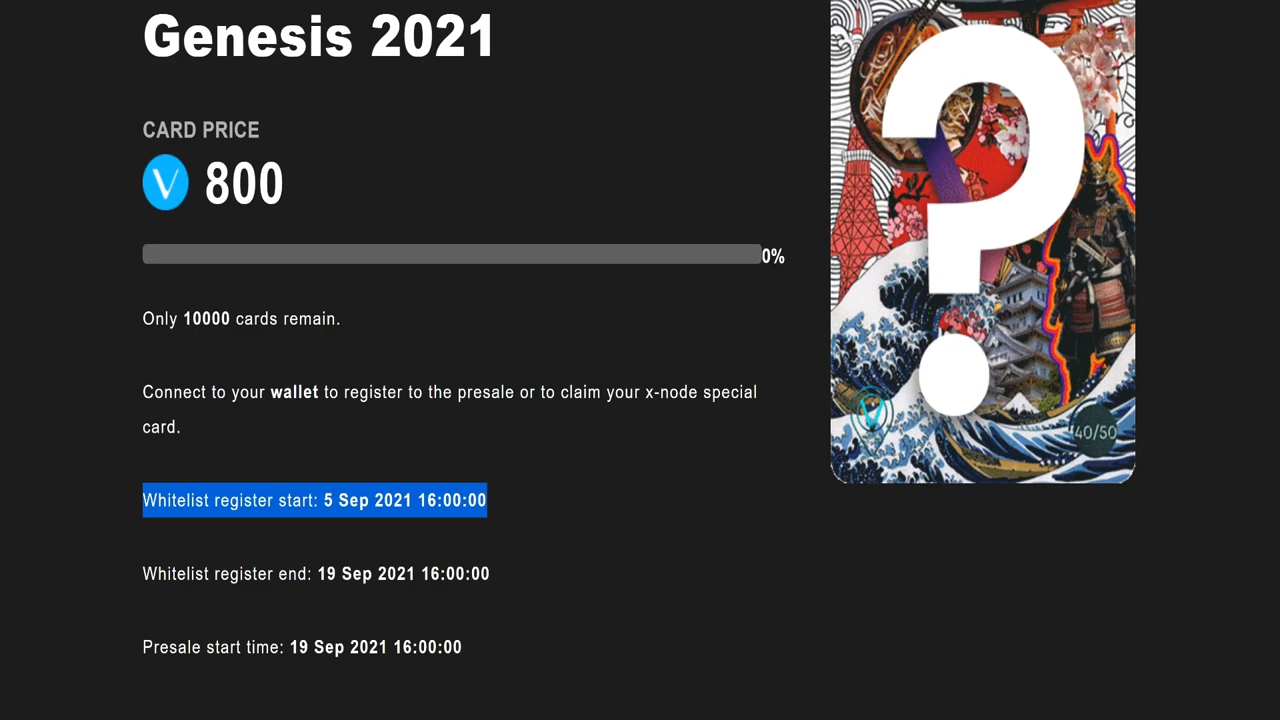 Genesis 2021
CARD PRICE
800
0%
Only 10000 cards remain.
Connect to your wallet to register to the presale or to claim your x-node special
card.
Whitelist register start: 5 Sep 2021 16:00:00
Whitelist register end: 19 Sep 2021 16:00:00
Presale start time: 19 Sep 2021 16:00:00
?
40/50